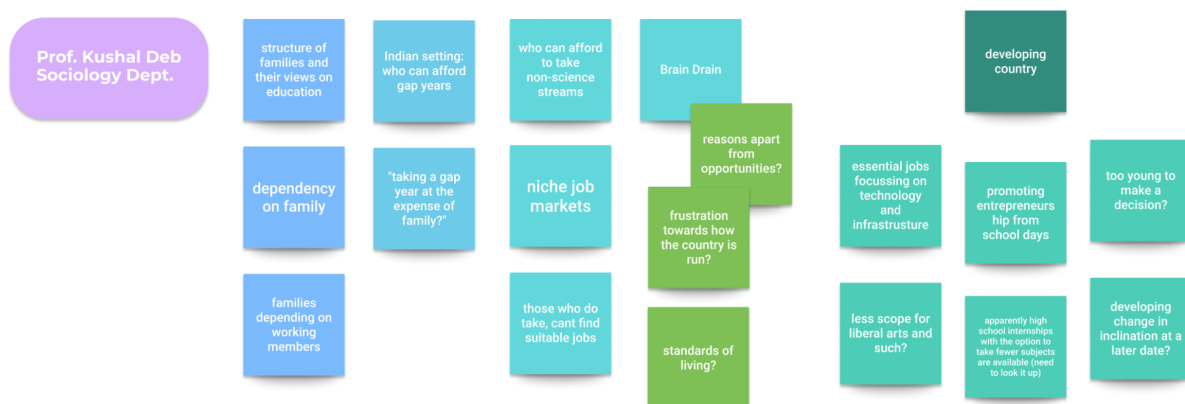 Prof. Kushal Deb
Sociology Dept.
structure of
families and
their views on
education
Indian setting:
who can afford
gap years
who can afford
to take
non-science
streams
Brain Drain
developing
country
reasons apart
from
opportunities?
dependency
on family
"taking a gap
year at the
expense of
family?"
niche job
markets
frustration
towards how
the country is
run?
essential jobs
focussing on
technology
and
infrastrusture
promoting
entrepreneurs
hip from
school days
too young to
make a
decision?
families
depending on
working
members
those who do
take, cant find
suitable jobs
standards of
living?
less scope for
liberal arts and
such?
apparently high
school internships
with the option to
take fewer subjects
are available (need
to look it up)
developing
change in
inclination at a
later date?